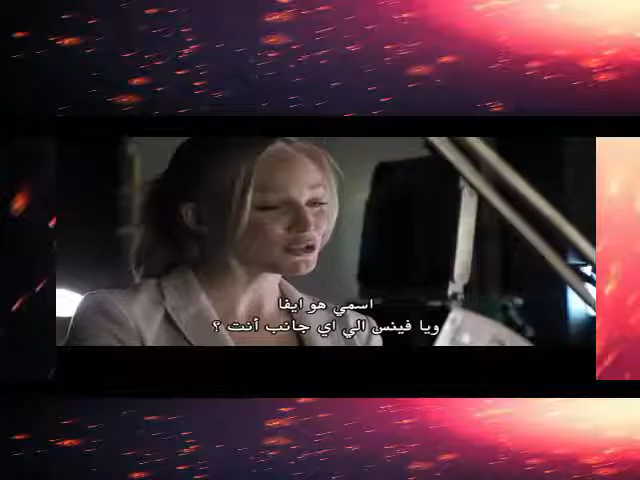 اسمي هو ايفا
ويا فينس الي اي جانب أنت ؟